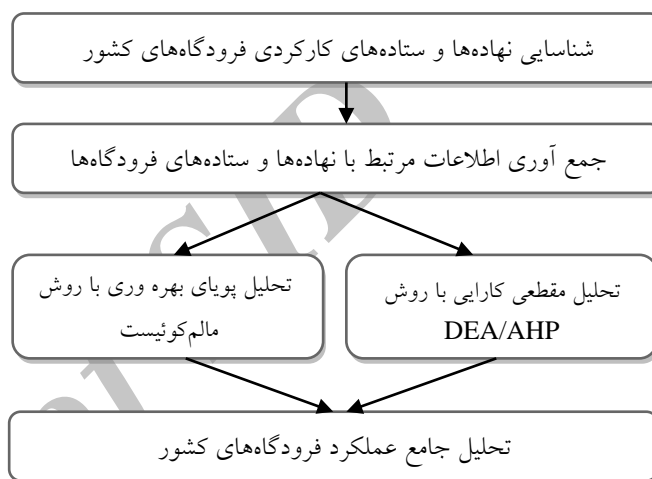 شناسایی نهاده‌ها و ستاده‌های کارکردی فرودگاه‌های کشور
جمع آوری اطلاعات مرتبط با نهاده‌ها و ستاده‌های فرودگاه‌ها
تحلیل مقطعی کارایی با روش
DEA/AHP
تحلیل پویای بهره وری با روش
مالم‌کوئیست
تحلیل جامع عملکرد فرودگاه‌های کشور